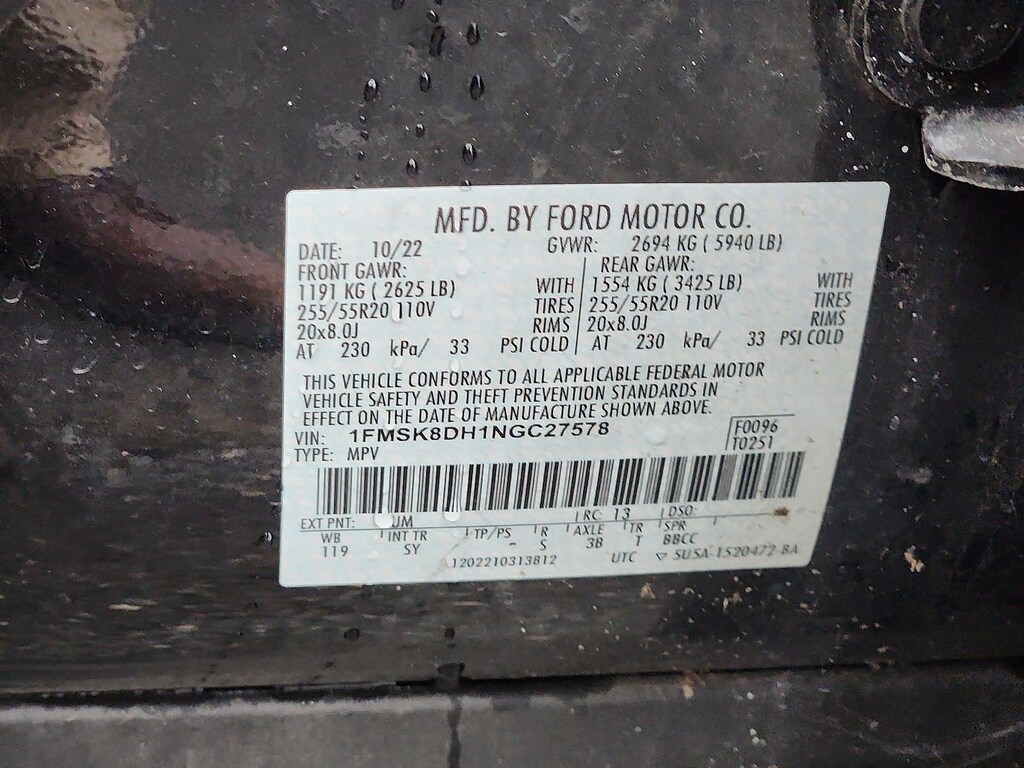 MFD. BY FORD MOTOR CO.
DATE: 10/22 GVWR: 2694 KG ( 5940 LB)
FRONT GAWR: REAR GAWR:
1191 KG ( 2625 LB) WITH 1554 KG ( 3425 LB) WITH
255/55R20 110V TIRES 255/55R20 110V TIRES
20x8.0J RIMS 20x8.0J RIMS
AT 230 kPa/ 33 PSI COLD AT 230 kPa/ 33 PSI COLD
THIS VEHICLE CONFORMS TO ALL APPLICABLE FEDERAL MOTOR
VEHICLE SAFETY AND THEFT PREVENTION STANDARDS IN
EFFECT ON THE DATE OF MANUFACTURE SHOWN ABOVE.
VIN: 1FMSK8DH1NGC27578 F0096
TYPE: MPV T0251
EXT PNT: UM RC: 13 DSO:
WB INT TR TP/PS R AXLE TR SPR
119 SY - S 3B T BBCC
1202210313812 UTC ▽ SU5A-1520472-BA